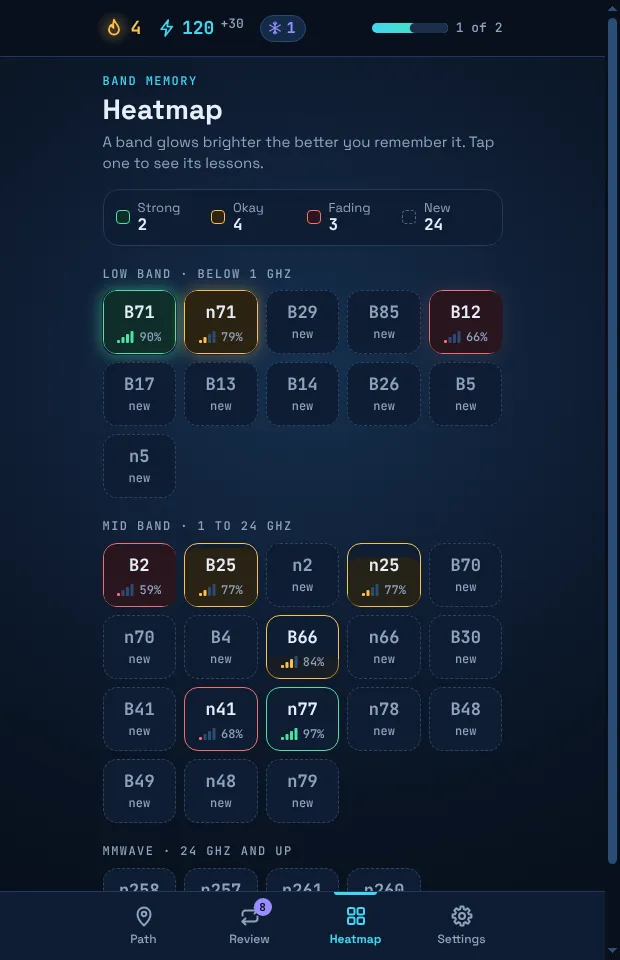 4 120 +30 1 1 of 2
BAND MEMORY
Heatmap
A band glows brighter the better you remember it. Tap
one to see its lessons.
Strong Okay Fading New
2 4 3 24
LOW BAND · BELOW 1 GHZ
B71 n71 B29 B85 B12
90% 79% new new 66%
B17 B13 B14 B26 B5
new new new new new
n5
new
MID BAND · 1 TO 24 GHZ
B2 B25 n2 n25 B70
59% 77% new 77% new
n70 B4 B66 n66 B30
new new 84% new new
B41 n41 n77 n78 B48
new 68% 97% new new
B49 n48 n79
new new new
MMWAVE · 24 GHZ AND UP
n258 n257 n261 n260
8
Path Review Heatmap Settings